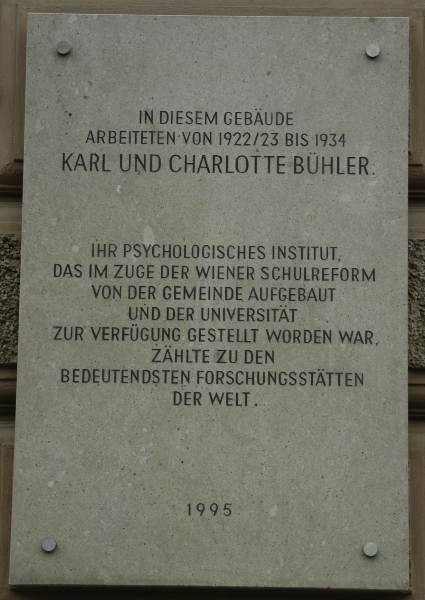 IN DIESEM GEBÄUDE
ARBEITETEN VON 1922/23 BIS 1934
KARL UND CHARLOTTE BÜHLER.
IHR PSYCHOLOGISCHES INSTITUT,
DAS IM ZUGE DER WIENER SCHULREFORM
VON DER GEMEINDE AUFGEBAUT
UND DER UNIVERSITÄT
ZUR VERFÜGUNG GESTELLT WORDEN WAR,
ZÄHLTE ZU DEN
BEDEUTENDSTEN FORSCHUNGSSTÄTTEN
DER WELT.
1995